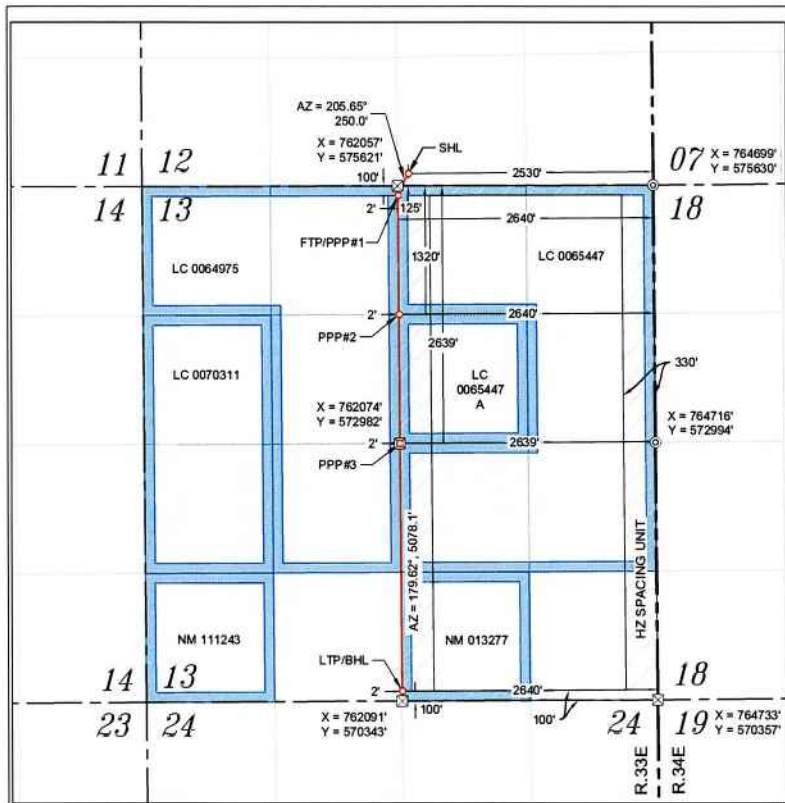 AZ = 205.65°
250.0'
X = 762057'
Y = 575621'
SHL
11
12
100'
2530'
07
X = 764699'
Y = 575630'
14
13
2'
125'
2640'
18
FTP/PPP#1
1320'
LC 0064975
LC 0065447
2'
2640'
PPP#2
2639'
330'
LC 0070311
LC
0065447
A
X = 762074'
Y = 572982'
X = 764716'
Y = 572994'
2'
2639'
PPP#3
AZ = 179.62°, 5078.1'
HZ SPACING UNIT
NM 111243
NM 013277
LTP/BHL
14
13
2'
2640'
18
100'
100'
23
24
X = 762091'
Y = 570343'
24
19
X = 764733'
Y = 570357'
R.33E
R.34E